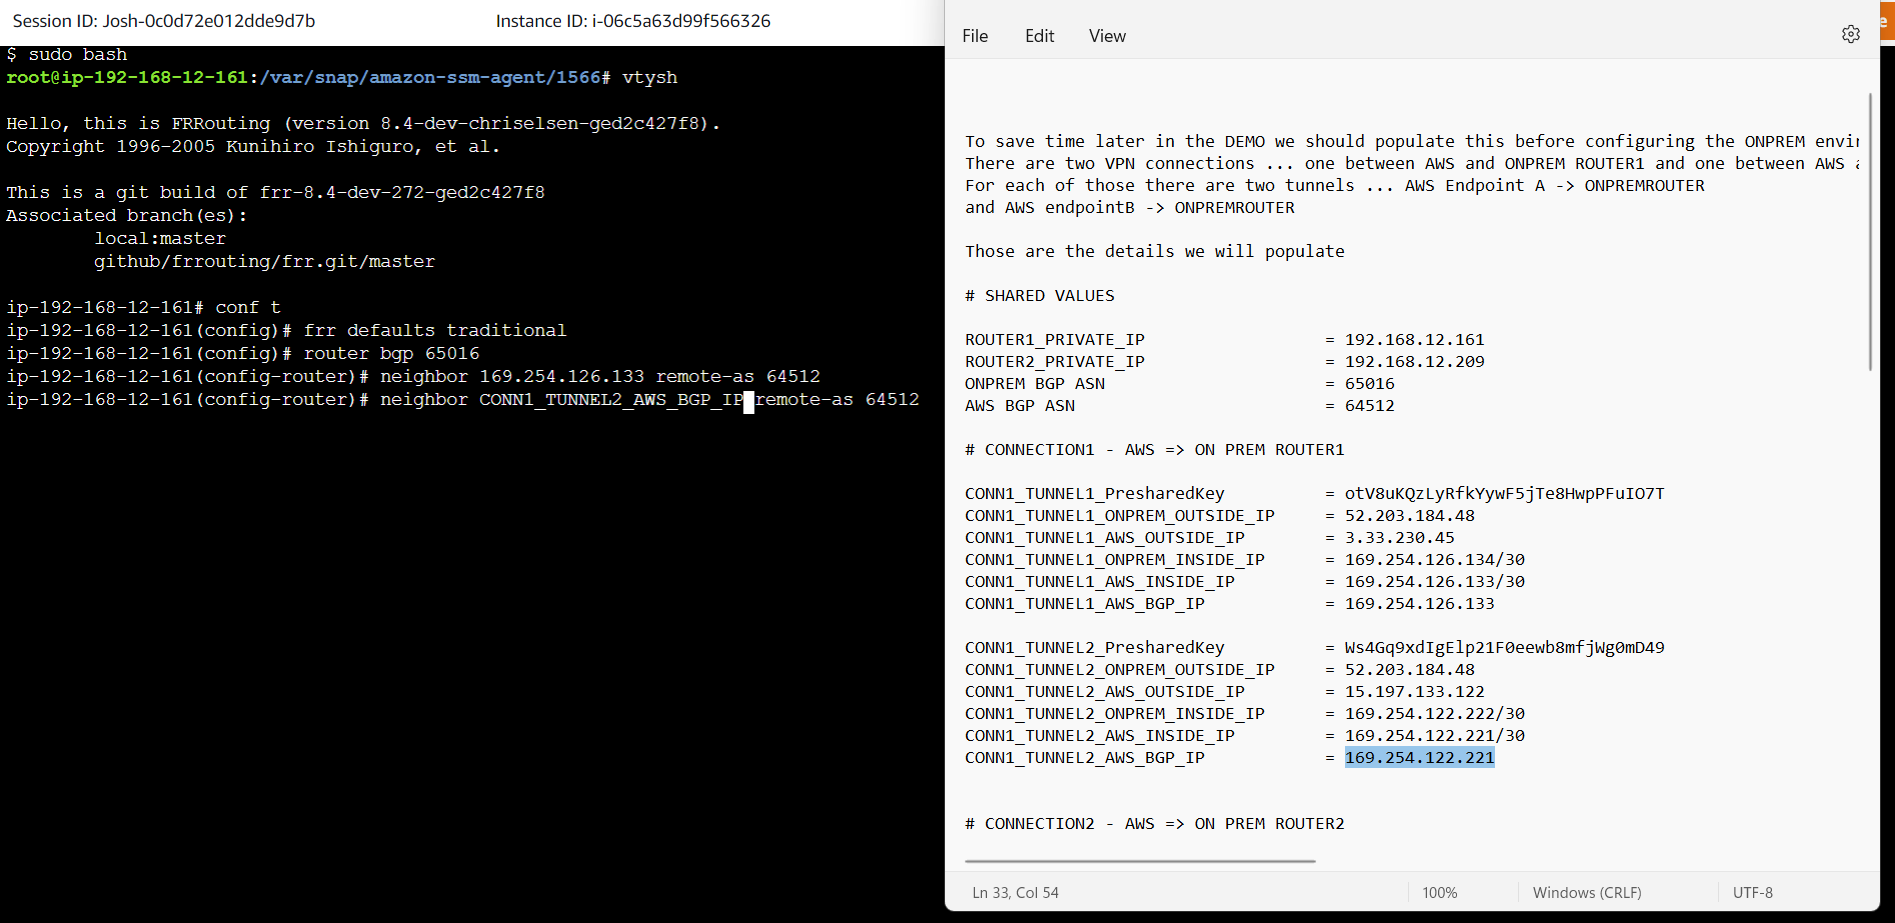 Session ID: Josh-0c0d72e012dde9d7b
Instance ID: i-06c5a63d99f566326
$ sudo bash
root@ip-192-168-12-161:/var/snap/amazon-ssm-agent/1566# vtysh
Hello, this is FRRouting (version 8.4-dev-chriselsen-ged2c427f8).
Copyright 1996-2005 Kunihiro Ishiguro, et al.
This is a git build of frr-8.4-dev-272-ged2c427f8
Associated branch(es):
local:master
github/frrouting/frr.git/master
ip-192-168-12-161# conf t
ip-192-168-12-161(config)# frr defaults traditional
ip-192-168-12-161(config)# router bgp 65016
ip-192-168-12-161(config-router)# neighbor 169.254.126.133 remote-as 64512
ip-192-168-12-161(config-router)# neighbor CONN1_TUNNEL2_AWS_BGP_IP remote-as 64512
File Edit View
To save time later in the DEMO we should populate this before configuring the ONPREM
There are two VPN connections ... one between AWS and ONPREM ROUTER1 and one between AWS
For each of those there are two tunnels ... AWS Endpoint A -> ONPREMROUTER
and AWS endpointB -> ONPREMROUTER
Those are the details we will populate
# SHARED VALUES
ROUTER1_PRIVATE_IP = 192.168.12.161
ROUTER2_PRIVATE_IP = 192.168.12.209
ONPREM BGP ASN = 65016
AWS BGP ASN = 64512
# CONNECTION1 - AWS => ON PREM ROUTER1
CONN1_TUNNEL1_PresharedKey = otV8uKQzLyRfkYywF5jTe8HwpPFuIO7T
CONN1_TUNNEL1_ONPREM_OUTSIDE_IP = 52.203.184.48
CONN1_TUNNEL1_AWS_OUTSIDE_IP = 3.33.230.45
CONN1_TUNNEL1_ONPREM_INSIDE_IP = 169.254.126.134/30
CONN1_TUNNEL1_AWS_INSIDE_IP = 169.254.126.133/30
CONN1_TUNNEL1_AWS_BGP_IP = 169.254.126.133
CONN1_TUNNEL2_PresharedKey = Ws4Gq9xdIgElp21F0eewb8mfjWg0mD49
CONN1_TUNNEL2_ONPREM_OUTSIDE_IP = 52.203.184.48
CONN1_TUNNEL2_AWS_OUTSIDE_IP = 15.197.133.122
CONN1_TUNNEL2_ONPREM_INSIDE_IP = 169.254.122.222/30
CONN1_TUNNEL2_AWS_INSIDE_IP = 169.254.122.221/30
CONN1_TUNNEL2_AWS_BGP_IP = 169.254.122.221
# CONNECTION2 - AWS => ON PREM ROUTER2
Ln 33, Col 54
100%
Windows (CRLF)
UTF-8